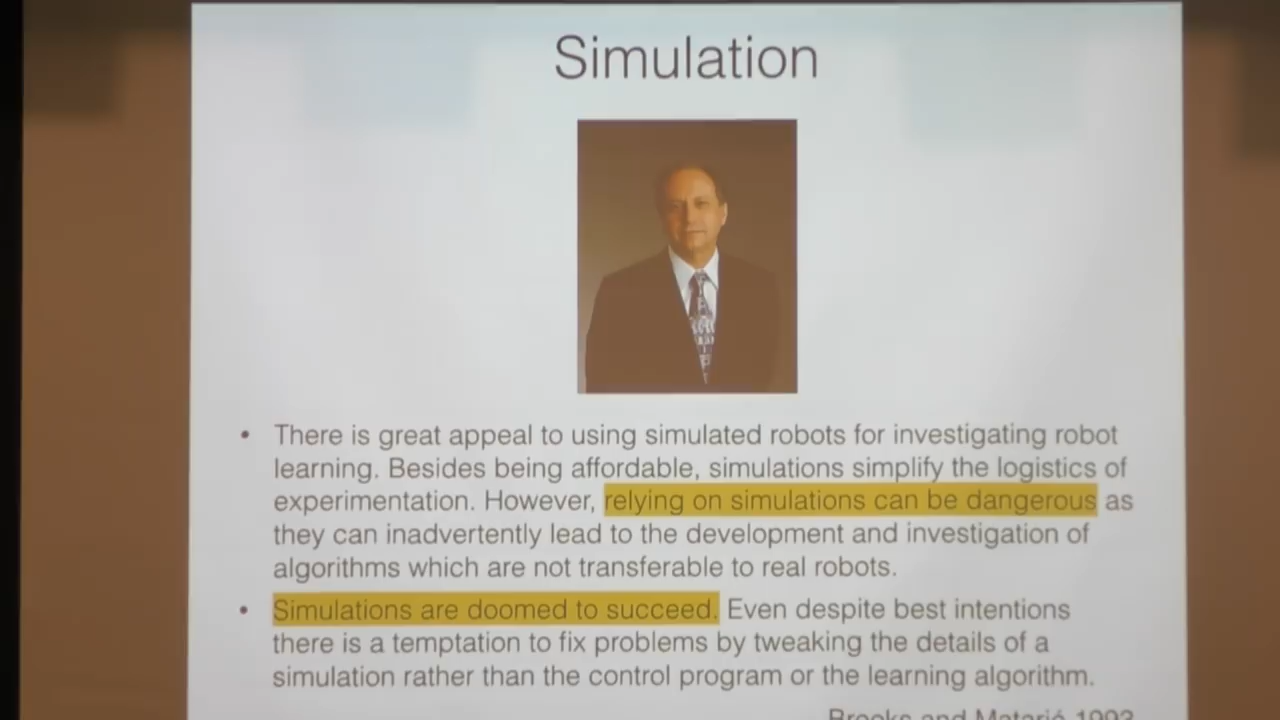 Simulation
• There is great appeal to using simulated robots for investigating robot
learning. Besides being affordable, simulations simplify the logistics of
experimentation. However, relying on simulations can be dangerous as
they can inadvertently lead to the development and investigation of
algorithms which are not transferable to real robots.
• Simulations are doomed to succeed. Even despite best intentions
there is a temptation to fix problems by tweaking the details of a
simulation rather than the control program or the learning algorithm.
Brooks and Matarić